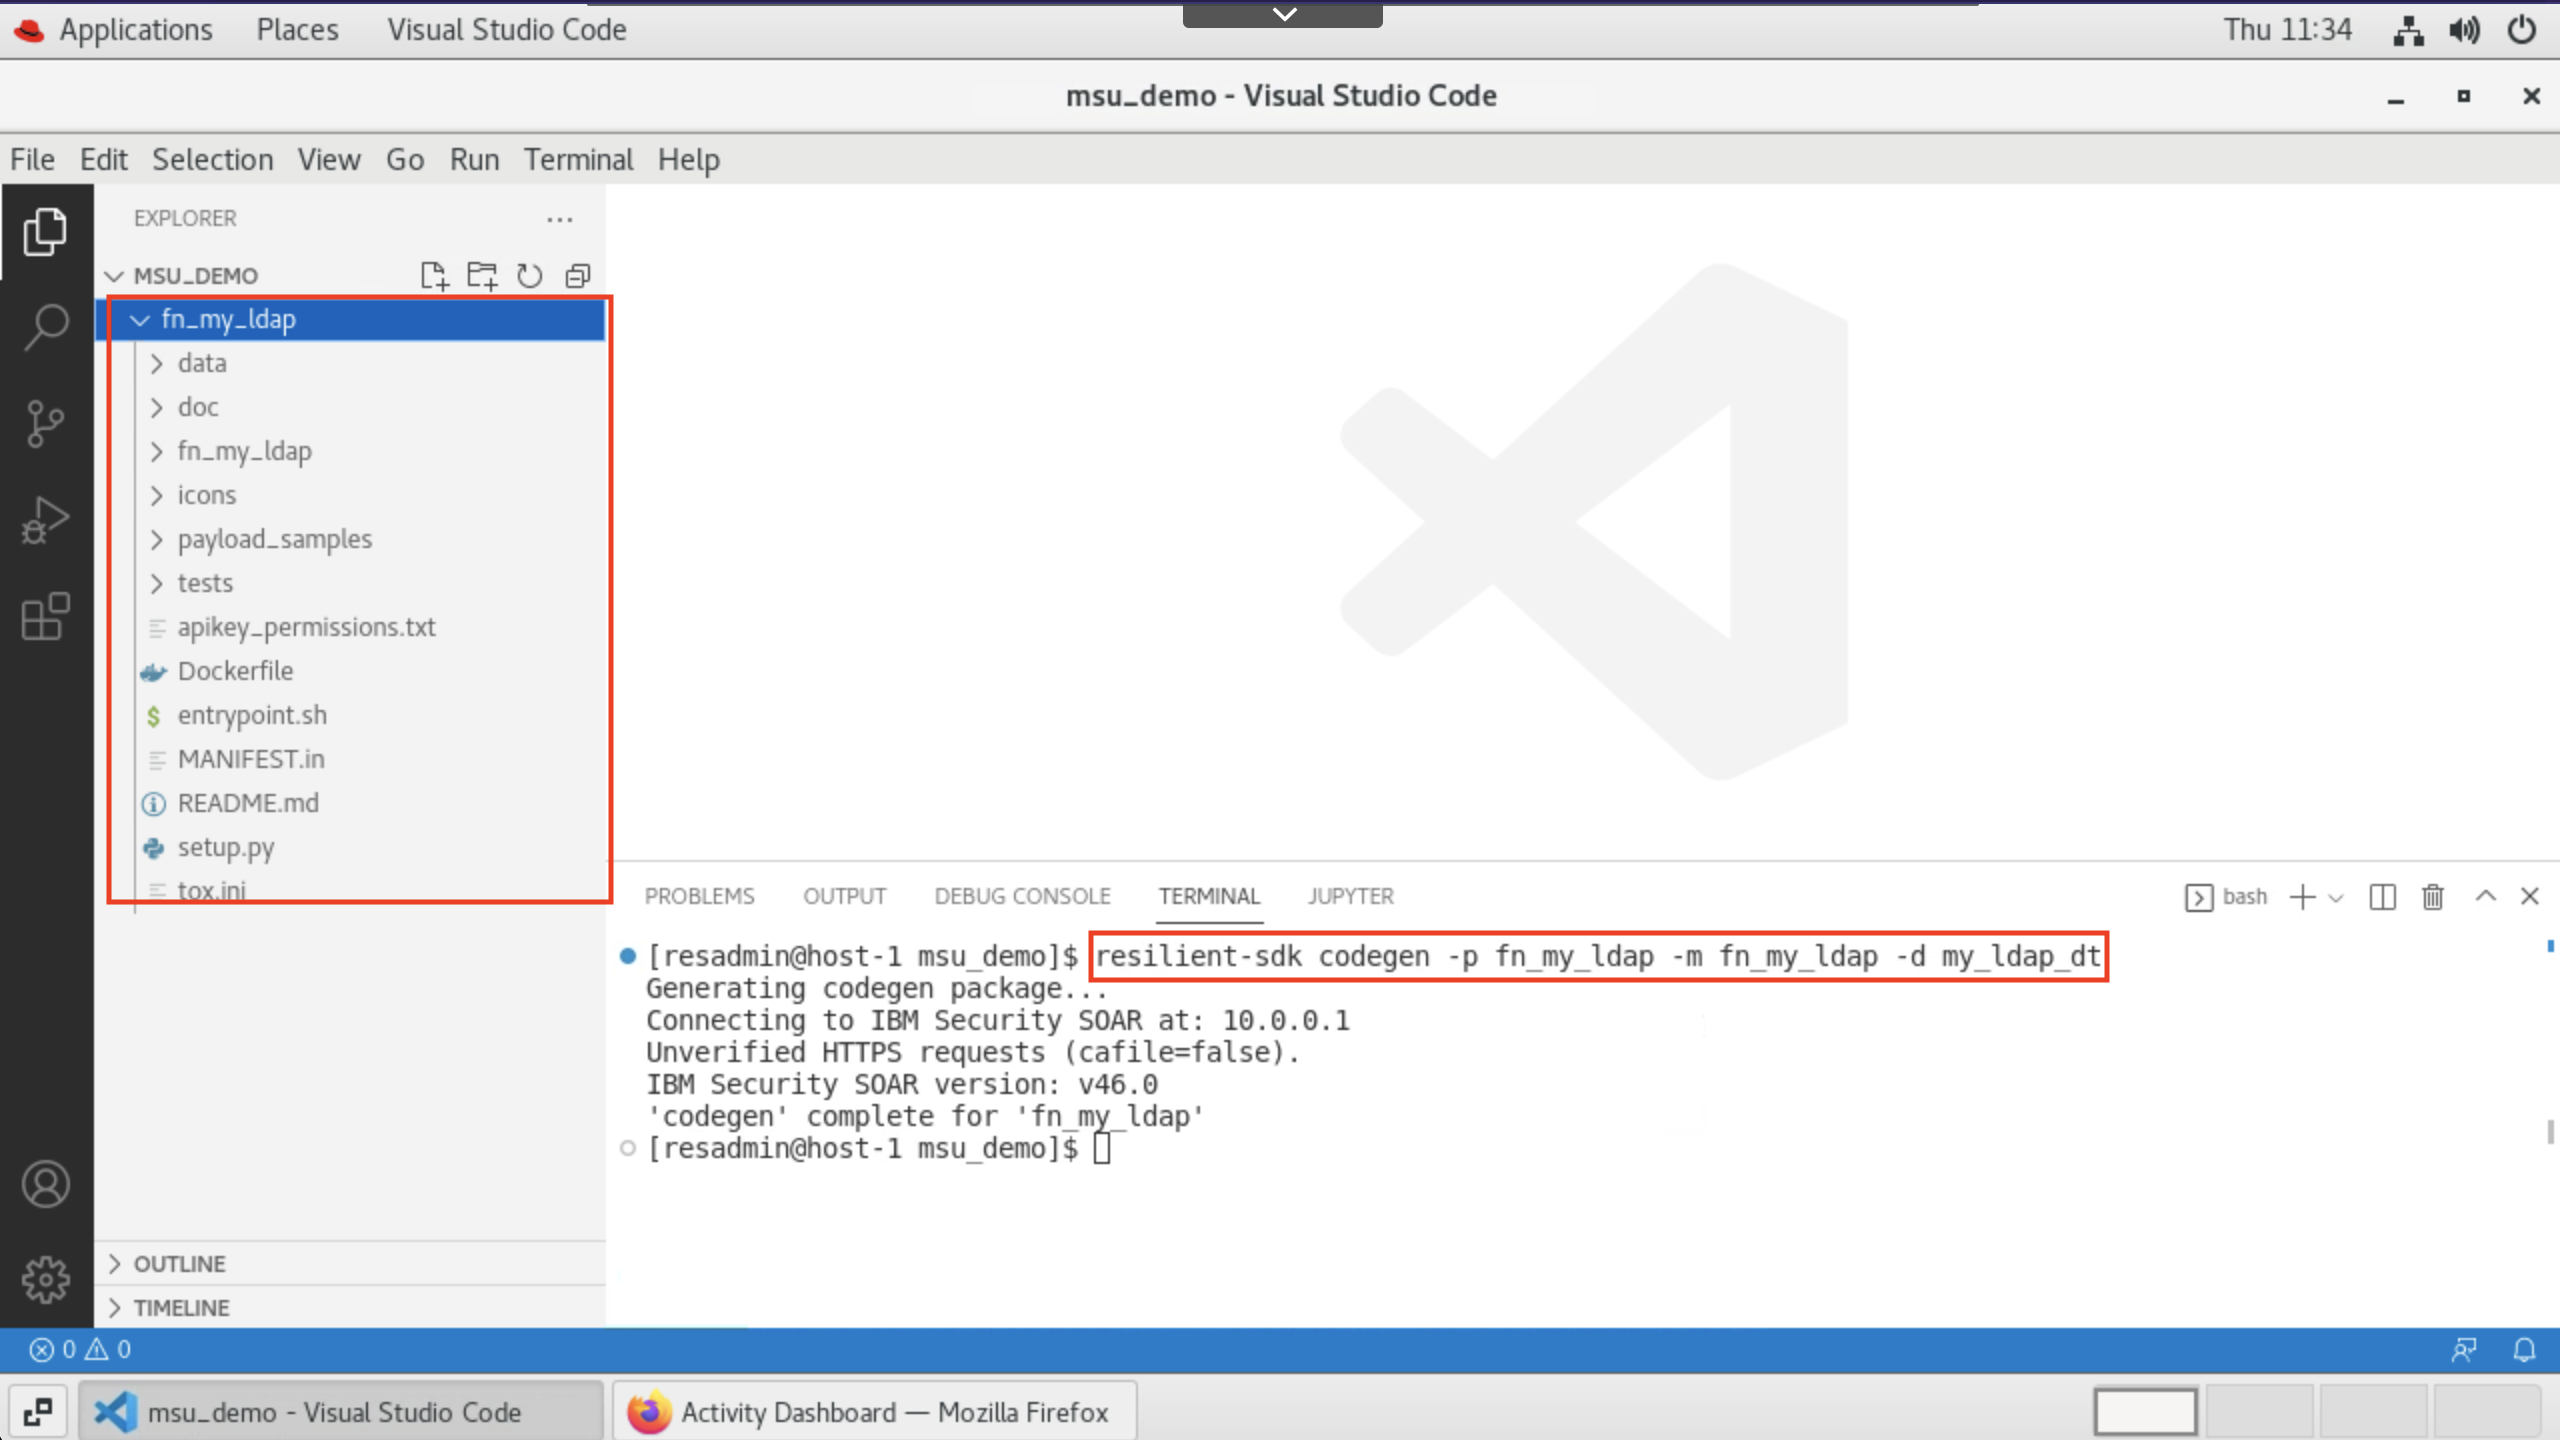 Applications Places Visual Studio Code Thu 11:34
msu_demo - Visual Studio Code
File Edit Selection View Go Run Terminal Help
EXPLORER
MSU_DEMO
fn_my_ldap
data
doc
fn_my_ldap
icons
payload_samples
tests
apikey_permissions.txt
Dockerfile
entrypoint.sh
MANIFEST.in
README.md
setup.py
tox.ini
OUTLINE
TIMELINE
PROBLEMS OUTPUT DEBUG CONSOLE TERMINAL JUPYTER bash
[resadmin@host-1 msu_demo]$ resilient-sdk codegen -p fn_my_ldap -m fn_my_ldap -d my_ldap_dt
Generating codegen package...
Connecting to IBM Security SOAR at: 10.0.0.1
Unverified HTTPS requests (cafile=false).
IBM Security SOAR version: v46.0
'codegen' complete for 'fn_my_ldap'
[resadmin@host-1 msu_demo]$
0 0
msu_demo - Visual Studio Code Activity Dashboard — Mozilla Firefox